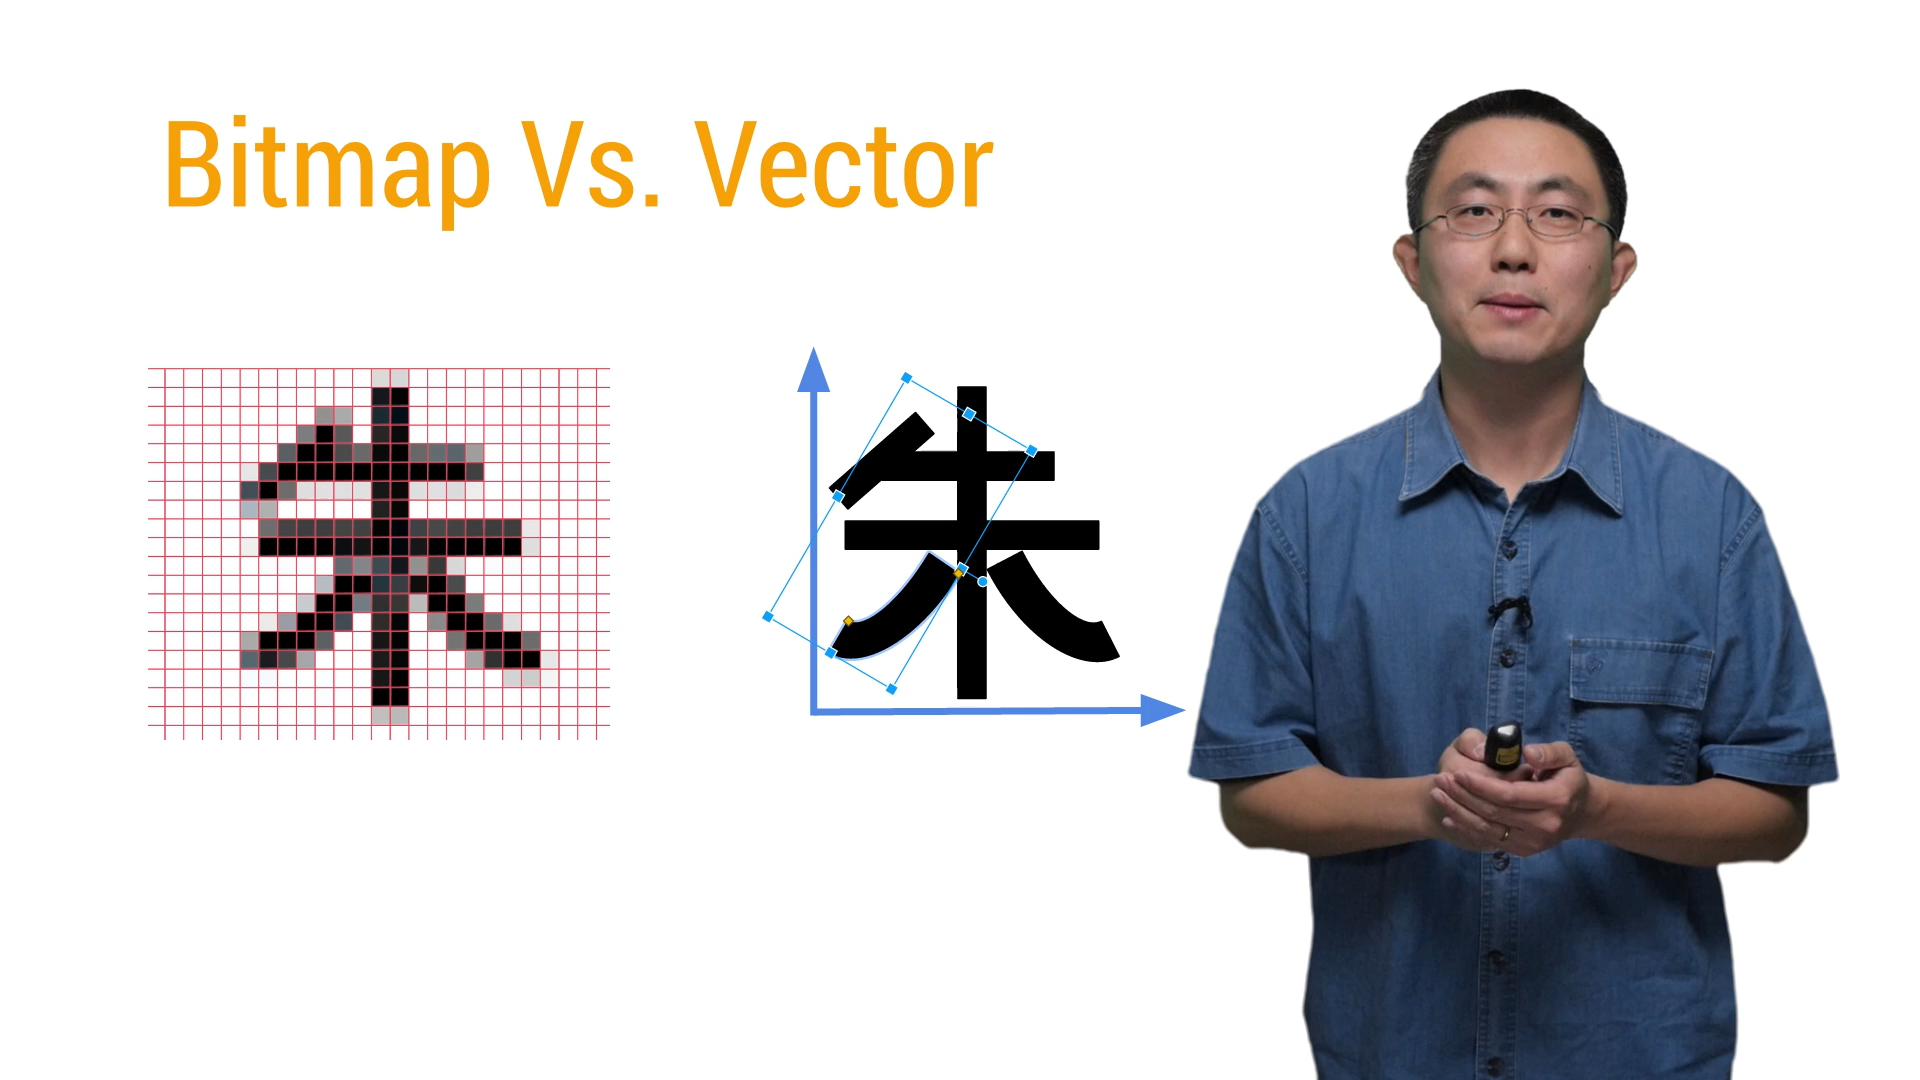 Bitmap Vs. Vector
朱 朱